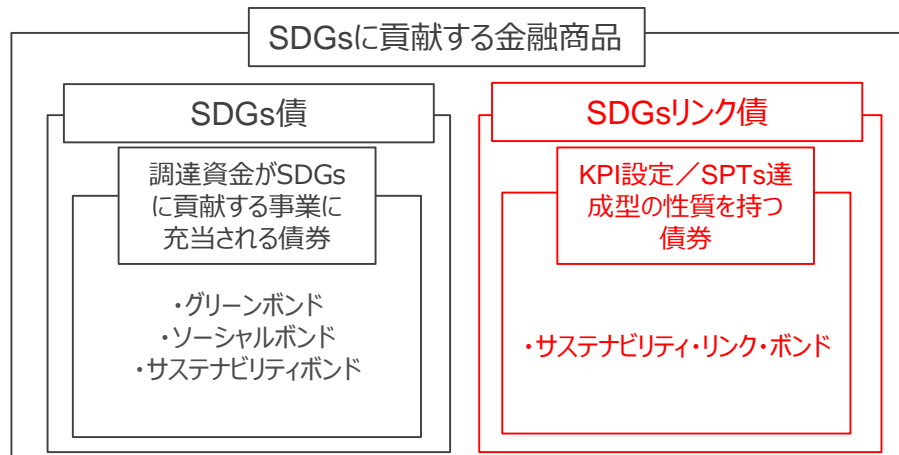 SDGsに貢献する金融商品
SDGs債
調達資金がSDGs
に貢献する事業に
充当される債券
・グリーンボンド
・ソーシャルボンド
・サステナビリティボンド
SDGsリンク債
KPI設定／SPTs達
成型の性質を持つ
債券
・サステナビリティ・リンク・ボンド